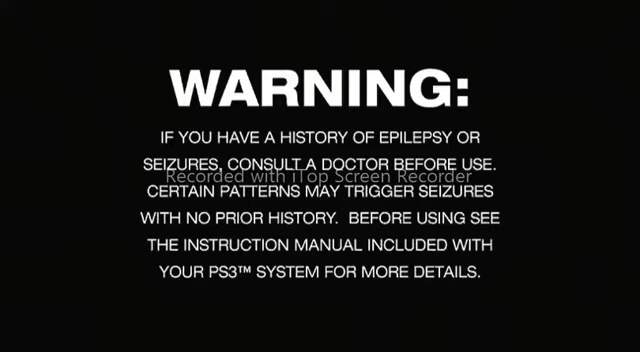 WARNING:
IF YOU HAVE A HISTORY OF EPILEPSY OR
SEIZURES, CONSULT A DOCTOR BEFORE USE.
Recorded with iTop Screen Recorder
CERTAIN PATTERNS MAY TRIGGER SEIZURES
WITH NO PRIOR HISTORY.  BEFORE USING SEE
THE INSTRUCTION MANUAL INCLUDED WITH
YOUR PS3™ SYSTEM FOR MORE DETAILS.